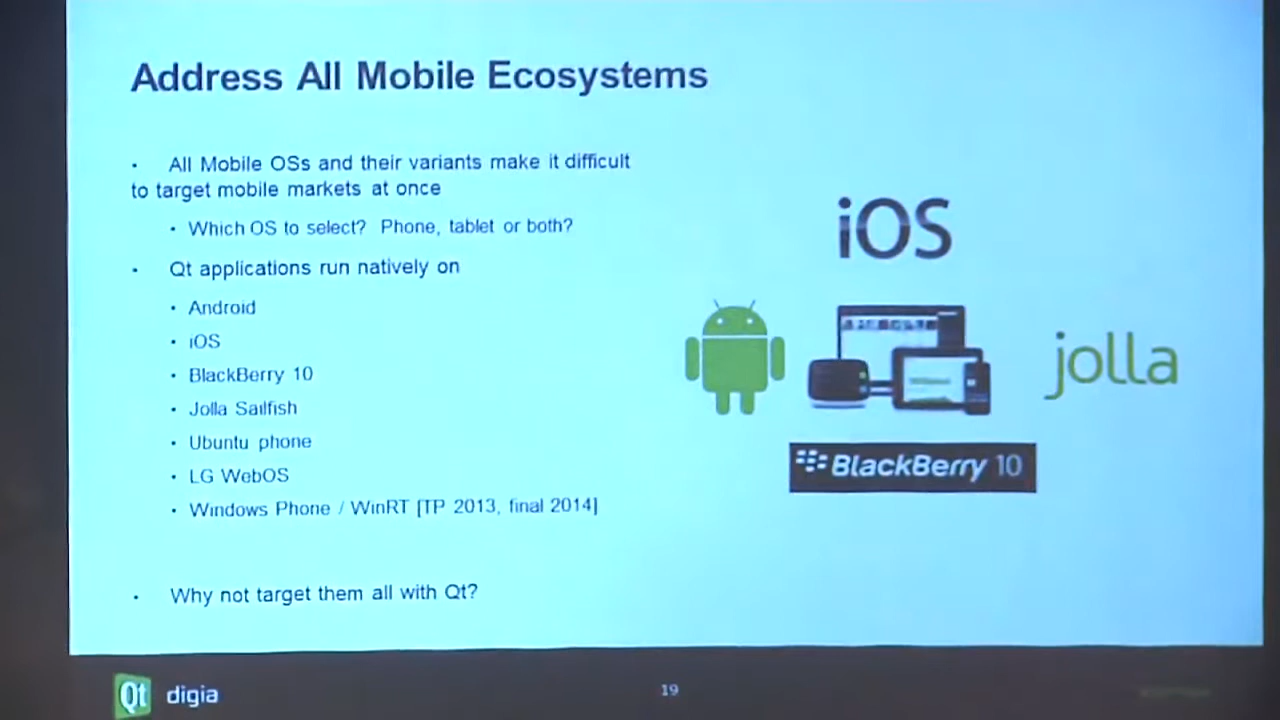 Address All Mobile Ecosystems
• All Mobile OSs and their variants make it difficult
to target mobile markets at once
• Which OS to select? Phone, tablet or both?
• Qt applications run natively on
• Android
• iOS
• BlackBerry 10
• Jolla Sailfish
• Ubuntu phone
• LG WebOS
• Windows Phone / WinRT [TP 2013, final 2014]
• Why not target them all with Qt?
iOS
jolla
BlackBerry 10
Qt digia
19